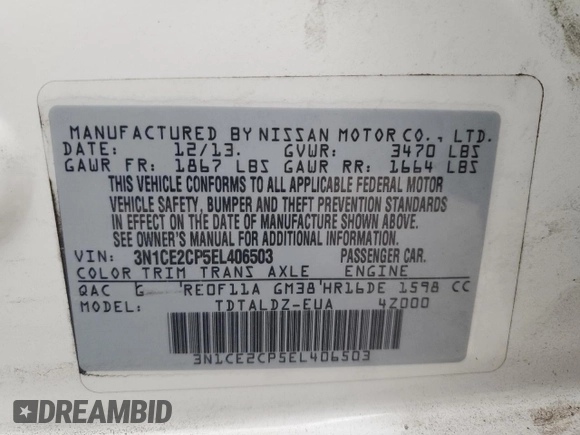 MANUFACTURED BY NISSAN MOTOR CO., LTD.
DATE: 12/13. GVWR: 3470 LBS
GAWR FR: 1867 LBS GAWR RR: 1664 LBS
THIS VEHICLE CONFORMS TO ALL APPLICABLE FEDERAL MOTOR
VEHICLE SAFETY, BUMPER AND THEFT PREVENTION STANDARDS
IN EFFECT ON THE DATE OF MANUFACTURE SHOWN ABOVE.
SEE OWNER'S MANUAL FOR ADDITIONAL INFORMATION.
VIN: 3N1CE2CP5EL406503 PASSENGER CAR.
COLOR TRIM TRANS AXLE ENGINE
QAC G RE0F11A GM38 HR16DE 1598 CC
MODEL: TDTALDZ-EUA 4Z000
3N1CE2CP5EL406503
DREAMBID